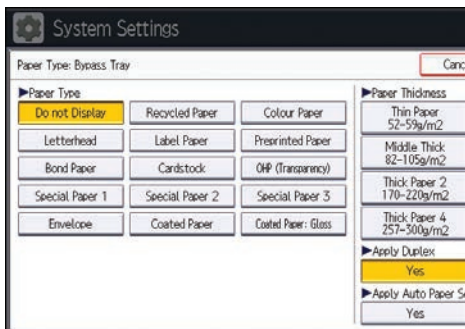 System Settings
Paper Type: Bypass Tray
Canc
▶Paper Type
Do not Display Recycled Paper Colour Paper
Letterhead Label Paper Preprinted Paper
Bond Paper Cardstock OHP (Transparency)
Special Paper 1 Special Paper 2 Special Paper 3
Envelope Coated Paper Coated Paper: Gloss
▶Paper Thickness
Thin Paper
52-59g/m2
Middle Thick
82-105g/m2
Thick Paper 2
170-220g/m2
Thick Paper 4
257-300g/m2
▶Apply Duplex
Yes
▶Apply Auto Paper Se
Yes